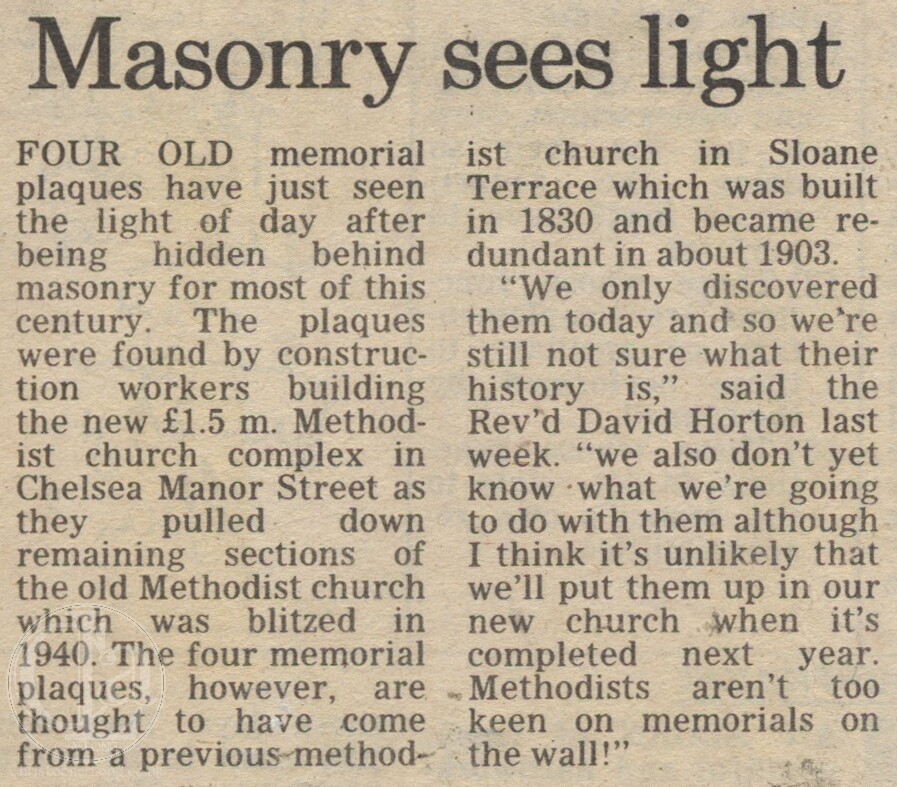 Masonry sees light
FOUR OLD memorial
plaques have just seen
the light of day after
being hidden behind
masonry for most of this
century. The plaques
were found by construc-
tion workers building
the new £1.5 m. Method-
ist church complex in
Chelsea Manor Street as
they pulled down
remaining sections of
the old Methodist church
which was blitzed in
1940. The four memorial
plaques, however, are
thought to have come
from a previous method-
ist church in Sloane
Terrace which was built
in 1830 and became re-
dundant in about 1903.
"We only discovered
them today and so we're
still not sure what their
history is," said the
Rev'd David Horton last
week. "we also don't yet
know what we're going
to do with them although
I think it's unlikely that
we'll put them up in our
new church when it's
completed next year.
Methodists aren't too
keen on memorials on
the wall!"